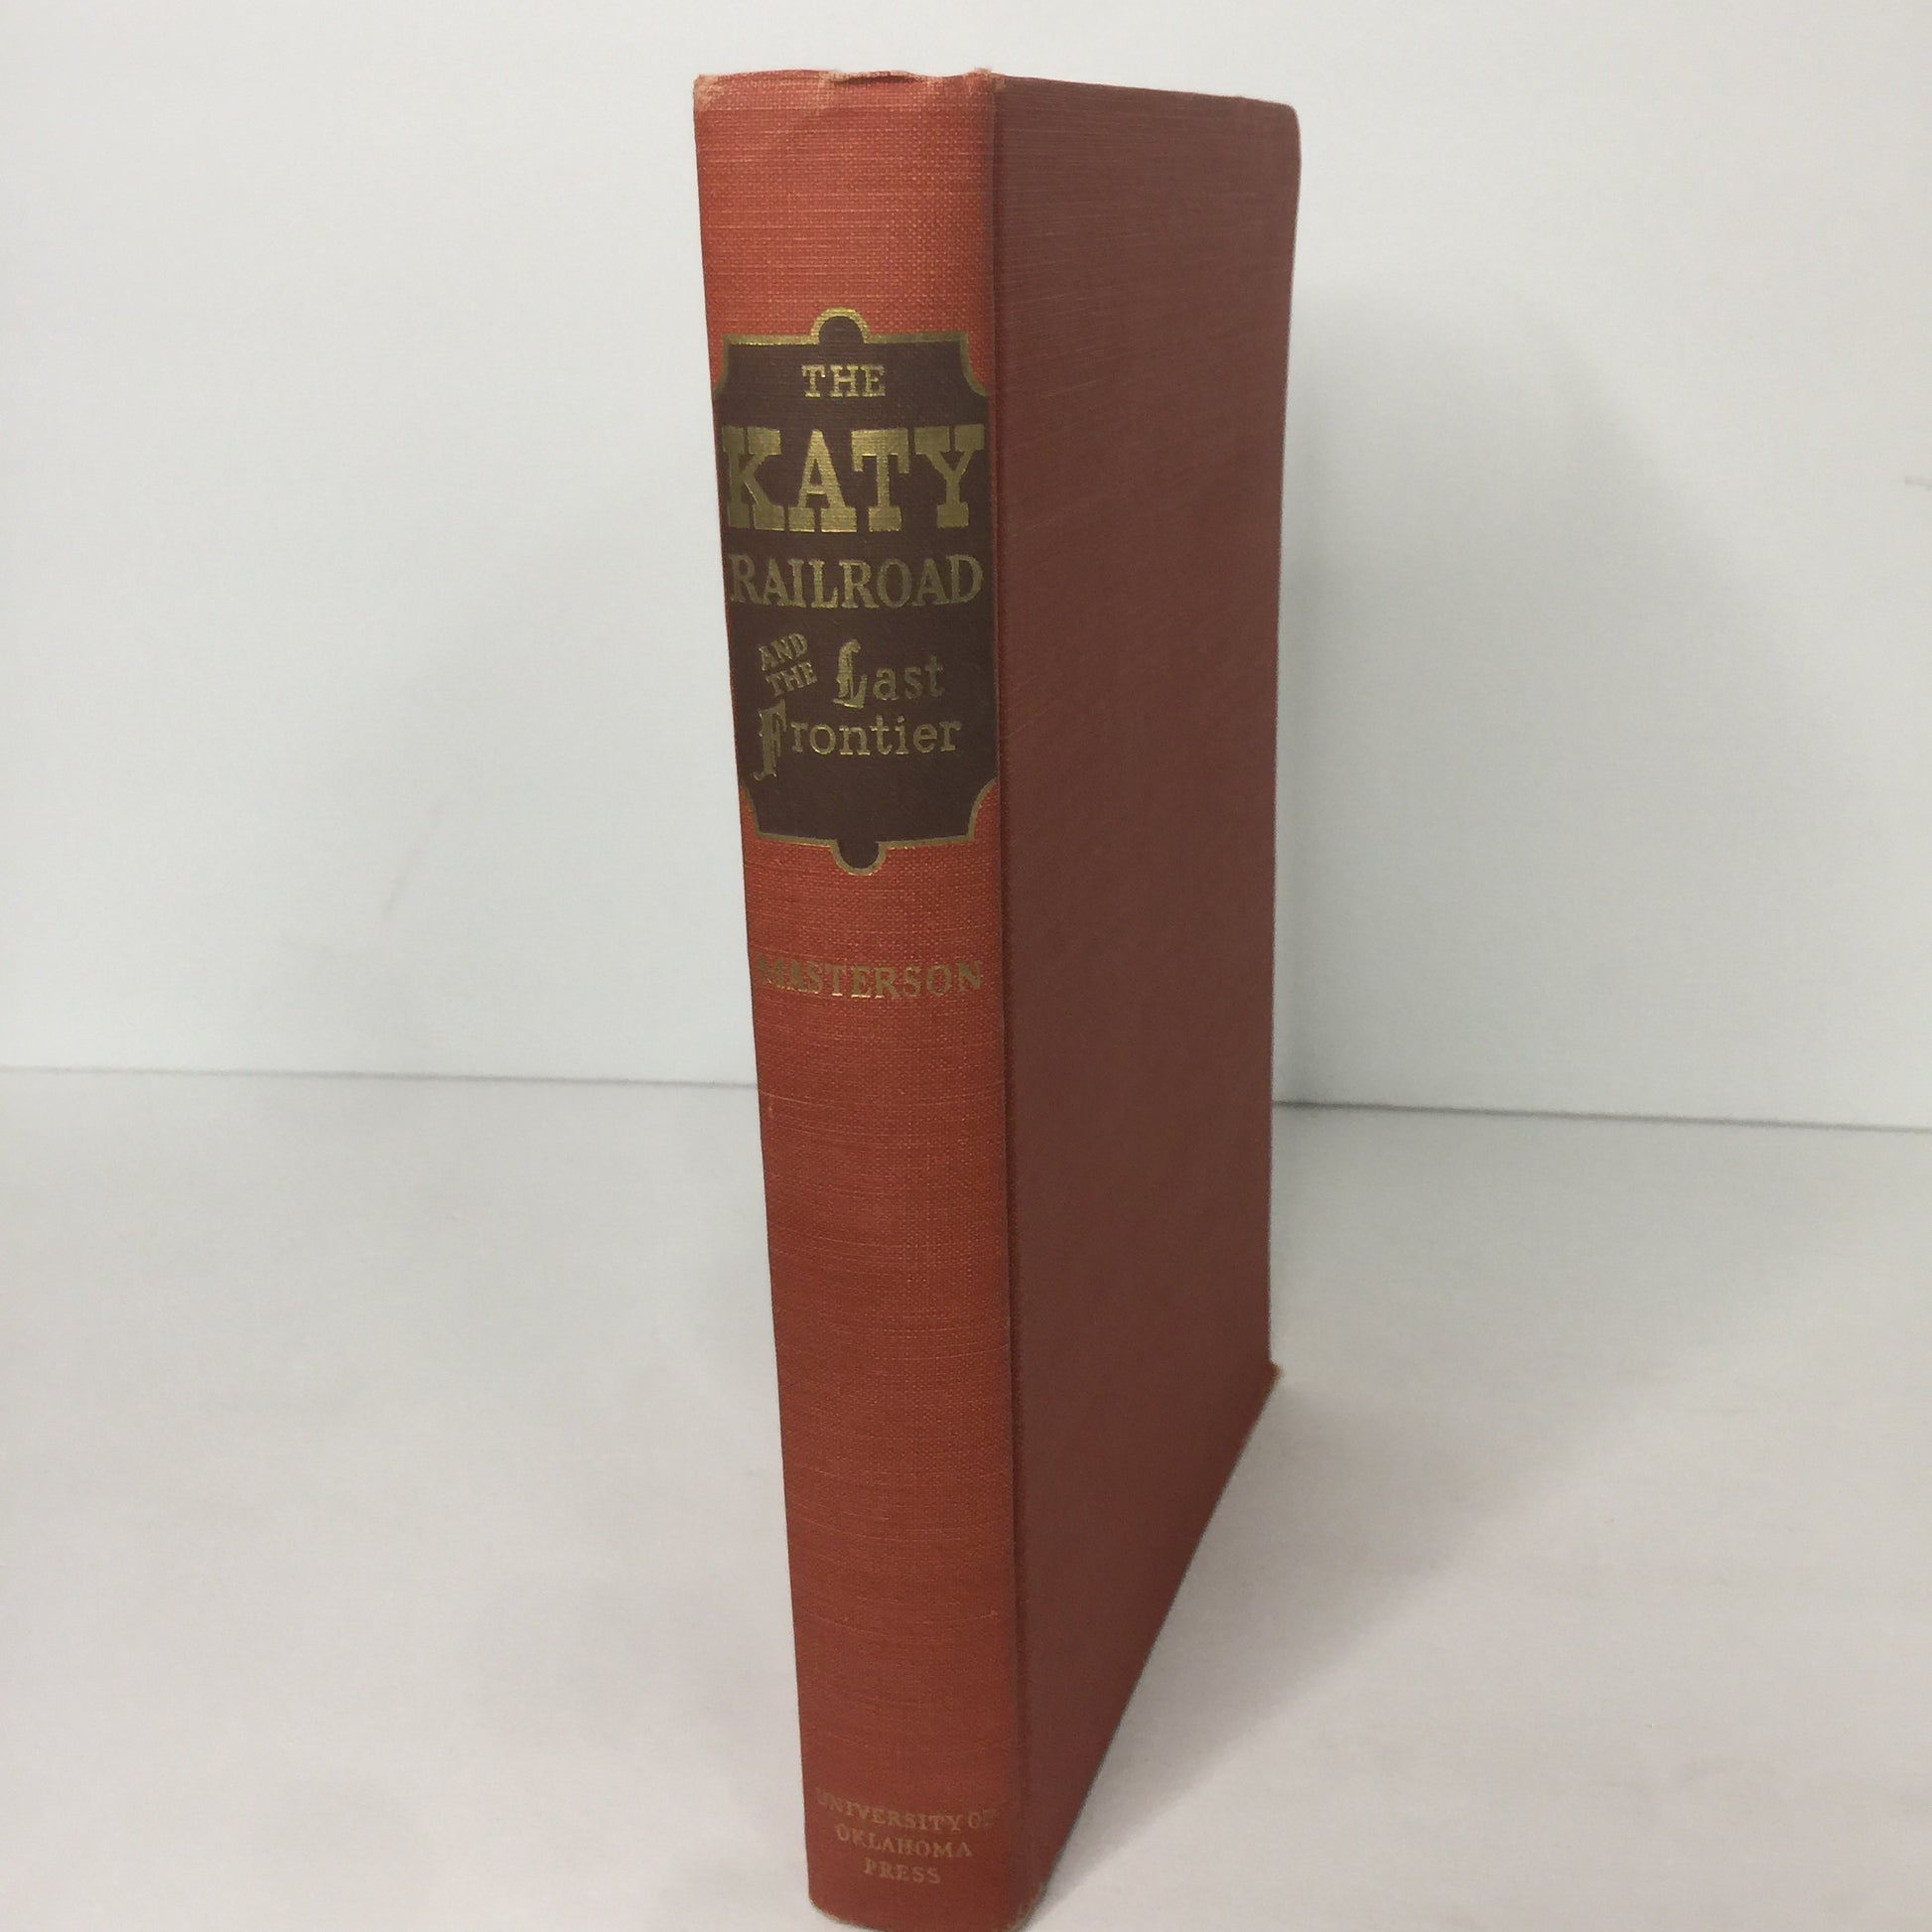 THE
KATY
RAILROAD
AND THE Last
Frontier
MASTERSON
UNIVERSITY OF
OKLAHOMA
PRESS